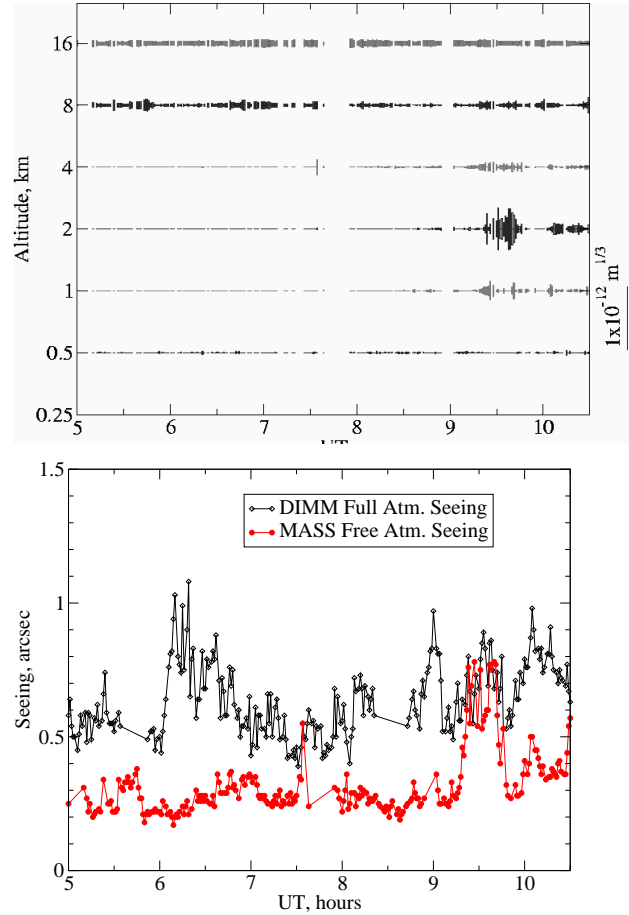 16
8
4
2
1
0.5
0.25
Altitude, km
5 6 7 8 9 10
UT
1x10^-12 m^1/3
1.5
1
0.5
0
Seeing, arcsec
DIMM Full Atm. Seeing
MASS Free Atm. Seeing
5 6 7 8 9 10
UT, hours